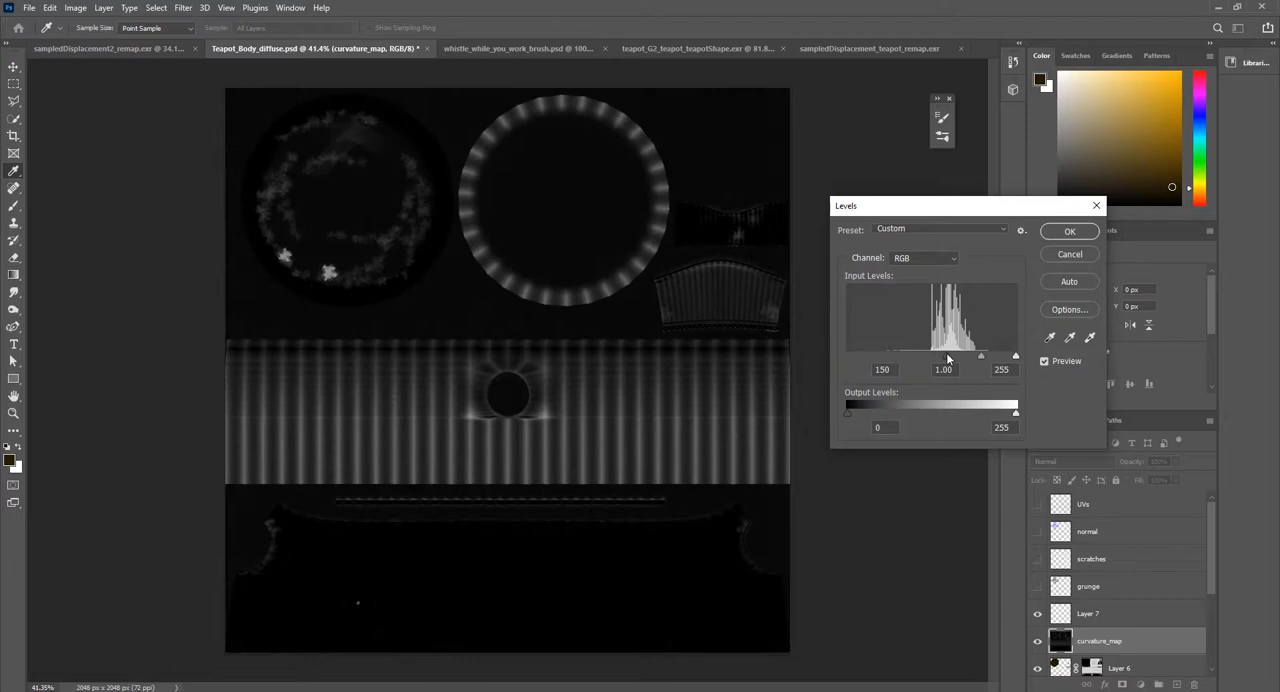 Ps File Edit Image Layer Type Select Filter 3D View Plugins Window Help
Sample Size: Point Sample Sample: All Layers Show Sampling Ring
sampledDisplacement2_remap.exr @ 34.1... × Teapot_Body_diffuse.psd @ 41.4% (curvature_map, RGB/8) * × whistle_while_you_work_brush.psd @ 100... × teapot_G2_teapot_teapotShape.exr @ 81.8... × sampledDisplacement_teapot_remap.exr ×
Color Swatches Gradients Patterns
Librari...
Levels
Preset: Custom
OK
Channel: RGB
Cancel
Input Levels:
Auto
Options...
Preview
150 1.00 255
Output Levels:
0 255
X 0 px
Y 0 px
Normal Opacity: 100%
Lock: Fill: 100%
UVs
normal
scratches
grunge
Layer 7
curvature_map
Layer 6
fx
41.35% 2048 px x 2048 px (72 ppi)